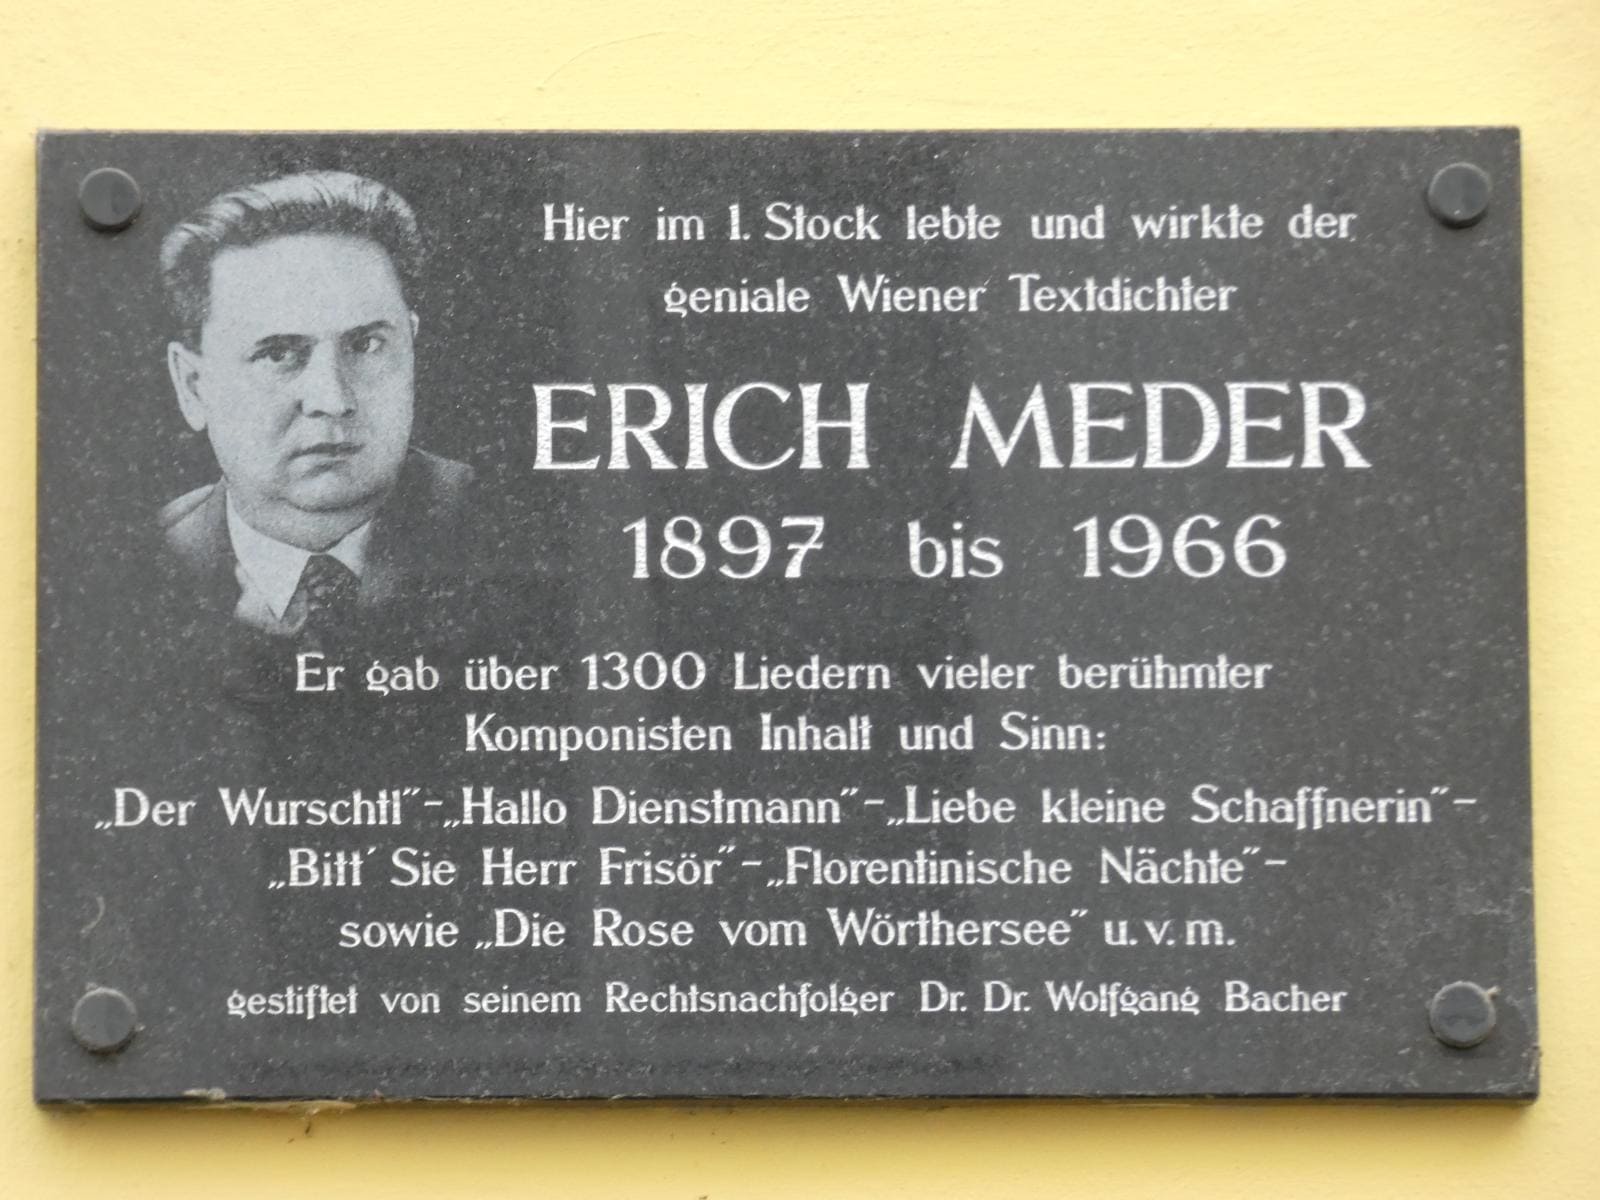 Hier im 1. Stock lebte und wirkte der
geniale Wiener Textdichter
ERICH MEDER
1897 bis 1966
Er gab über 1300 Liedern vieler berühmter
Komponisten Inhalt und Sinn:
„Der Wurschtl”-„Hallo Dienstmann”-„Liebe kleine Schaffnerin”-
„Bitt' Sie Herr Frisör”-„Florentinische Nächte”-
sowie „Die Rose vom Wörthersee” u. v. m.
gestiftet von seinem Rechtsnachfolger Dr. Dr. Wolfgang Bacher